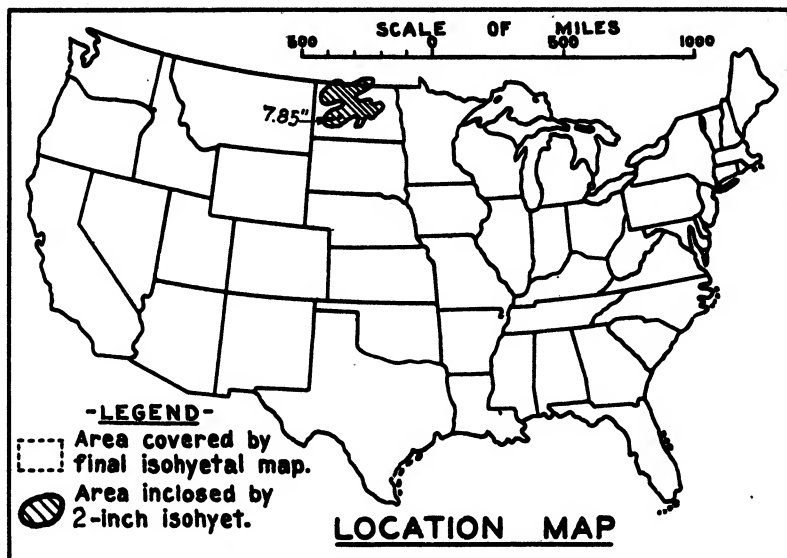 SCALE OF MILES
500 0 500 1000
7.85"
-LEGEND-
Area covered by
final isohyetal map.
Area inclosed by
2-inch isohyet.
LOCATION MAP